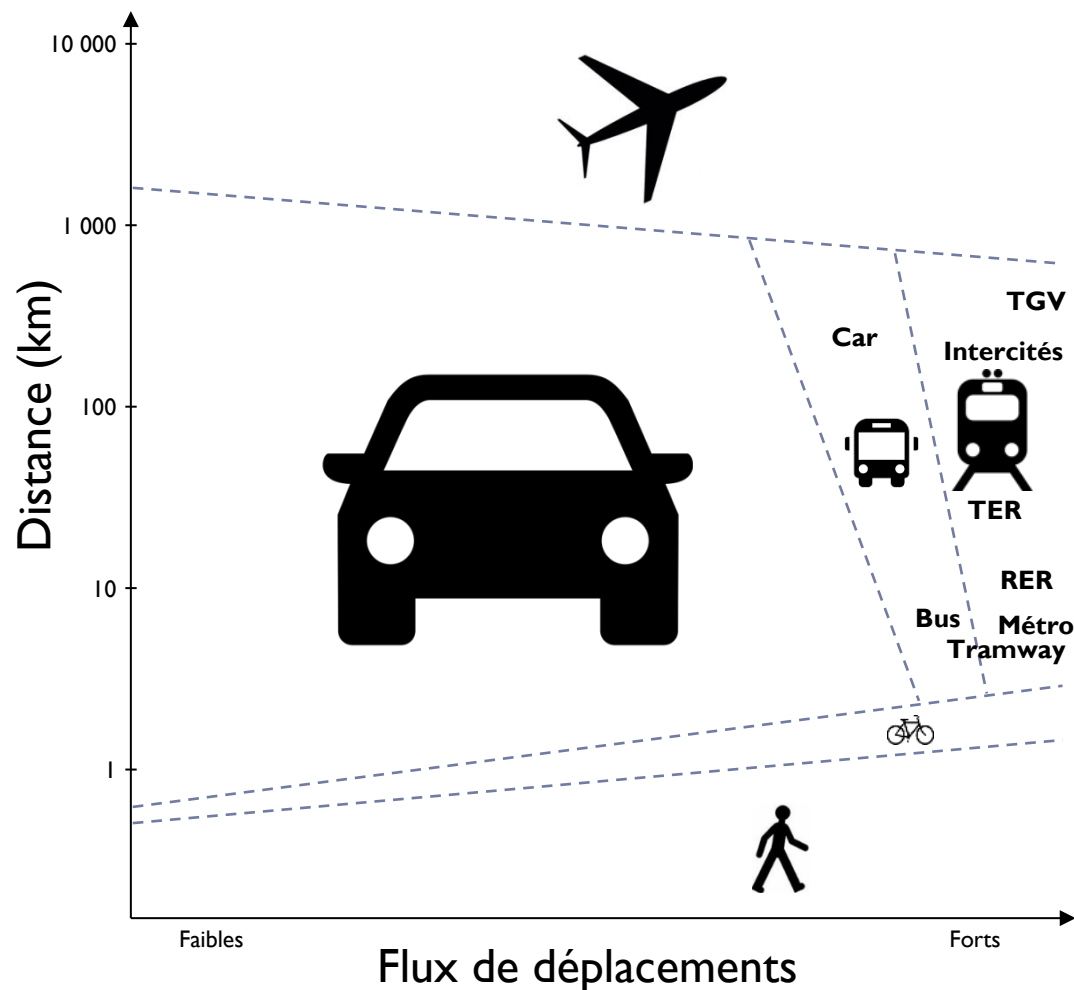 10 000
1 000
100
10
1
Distance (km)
TGV
Car
Intercités
TER
RER
Bus
Métro
Tramway
Faibles
Forts
Flux de déplacements